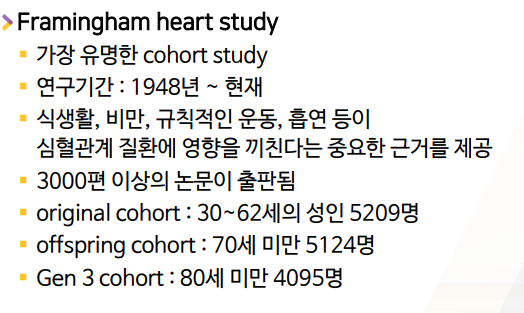 Framingham heart study
가장 유명한 cohort study
연구기간 : 1948년 ~ 현재
식생활, 비만, 규칙적인 운동, 흡연 등이
심혈관계 질환에 영향을 끼친다는 중요한 근거를 제공
3000편 이상의 논문이 출판됨
original cohort : 30~62세의 성인 5209명
offspring cohort : 70세 미만 5124명
Gen 3 cohort : 80세 미만 4095명